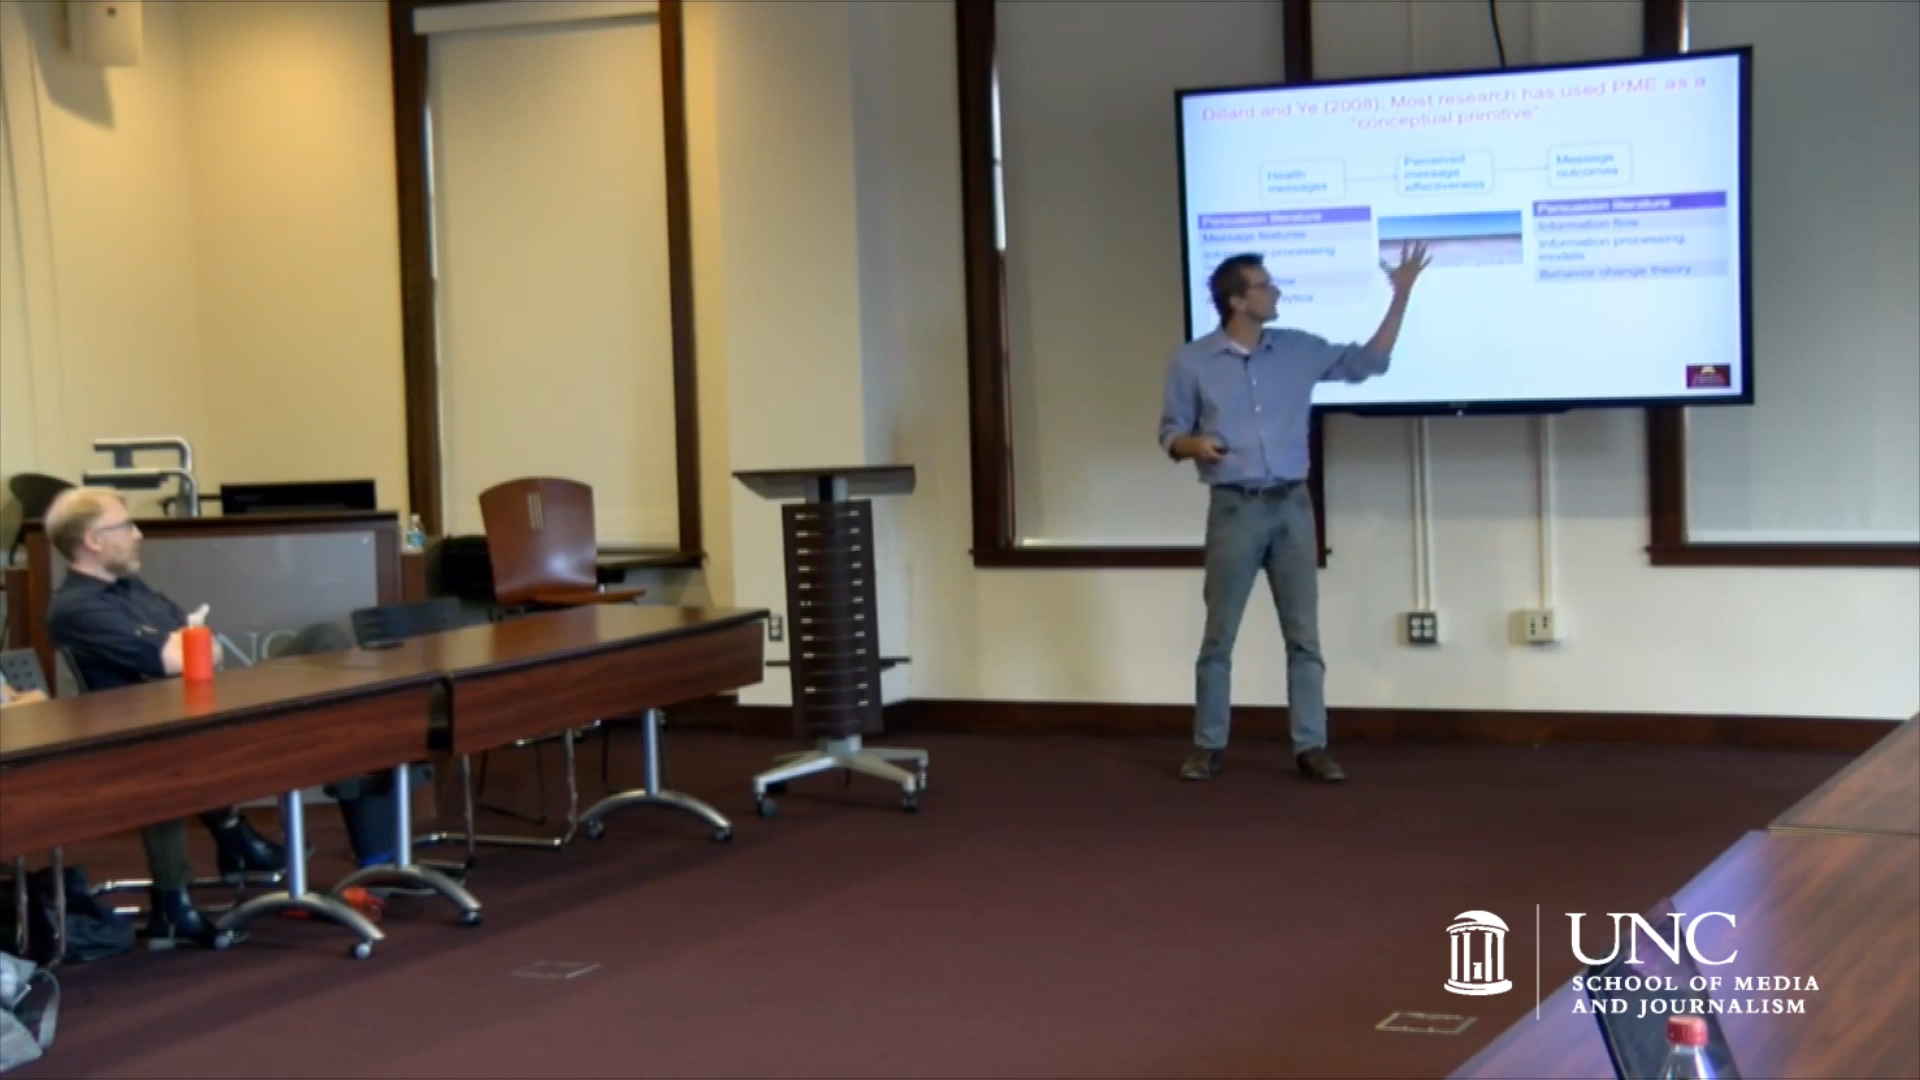 Dillard and Ye (2008): Most research has used PME as a
"conceptual primitive"
Health
messages
Perceived
message
effectiveness
Message
outcomes
Persuasion literature
Message features
processing
Persuasion literature
Information flow
Information processing
models
Behavior change theory
UNC
UNC
SCHOOL OF MEDIA
AND JOURNALISM